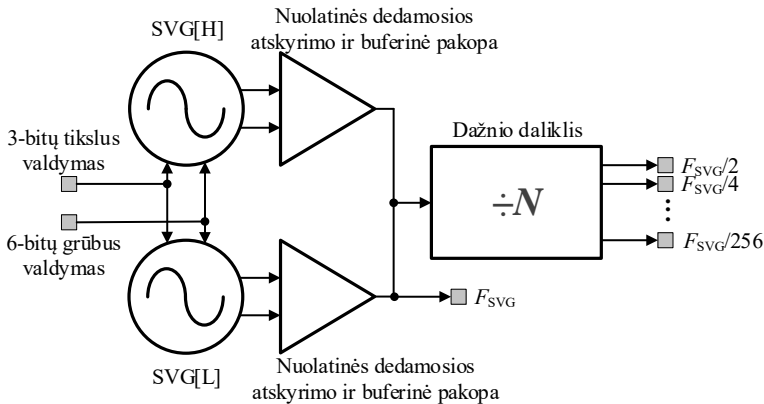 Nuolatinės dedamosios
atskyrimo ir buferinė pakopa
SVG[H]
3-bitų tikslus
valdymas
6-bitų grūbus
valdymas
Dažnio daliklis
÷N
F_SVG/2
F_SVG/4
⋮
F_SVG/256
F_SVG
SVG[L]
Nuolatinės dedamosios
atskyrimo ir buferinė pakopa